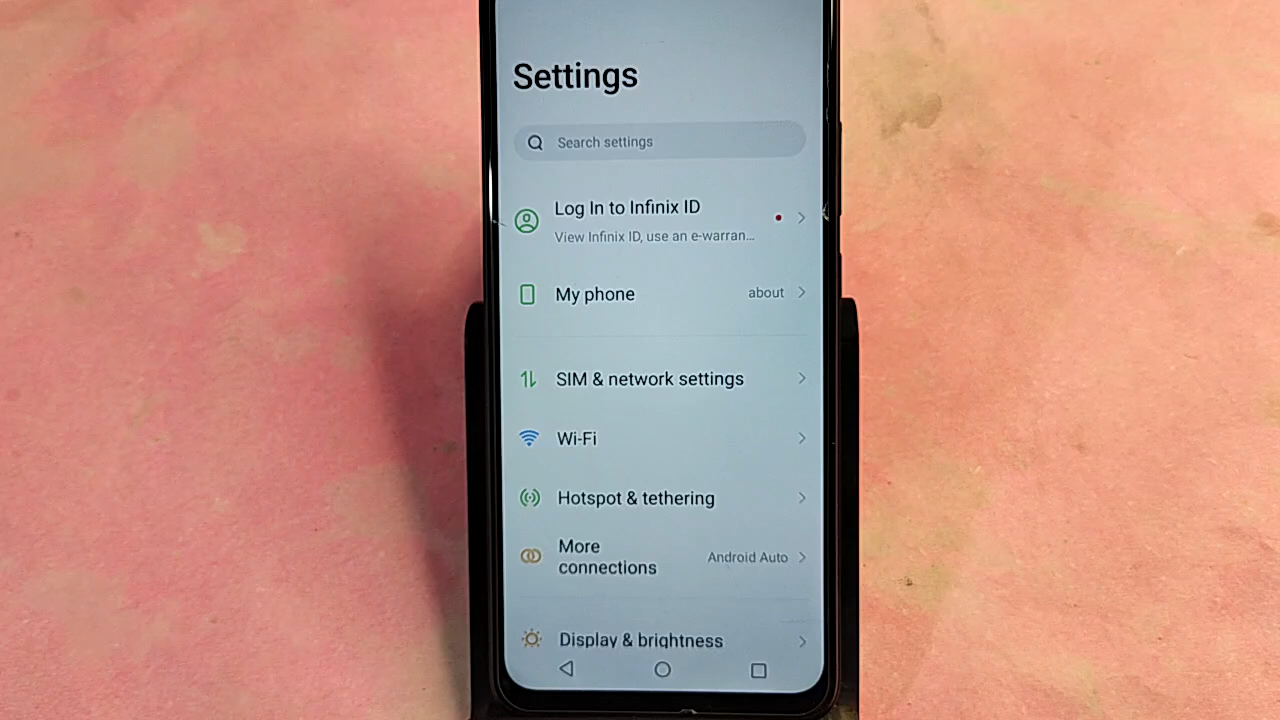 Settings
Search settings
Log In to Infinix ID
View Infinix ID, use an e-warran...
My phone
about
SIM & network settings
Wi-Fi
Hotspot & tethering
More
connections
Android Auto
Display & brightness